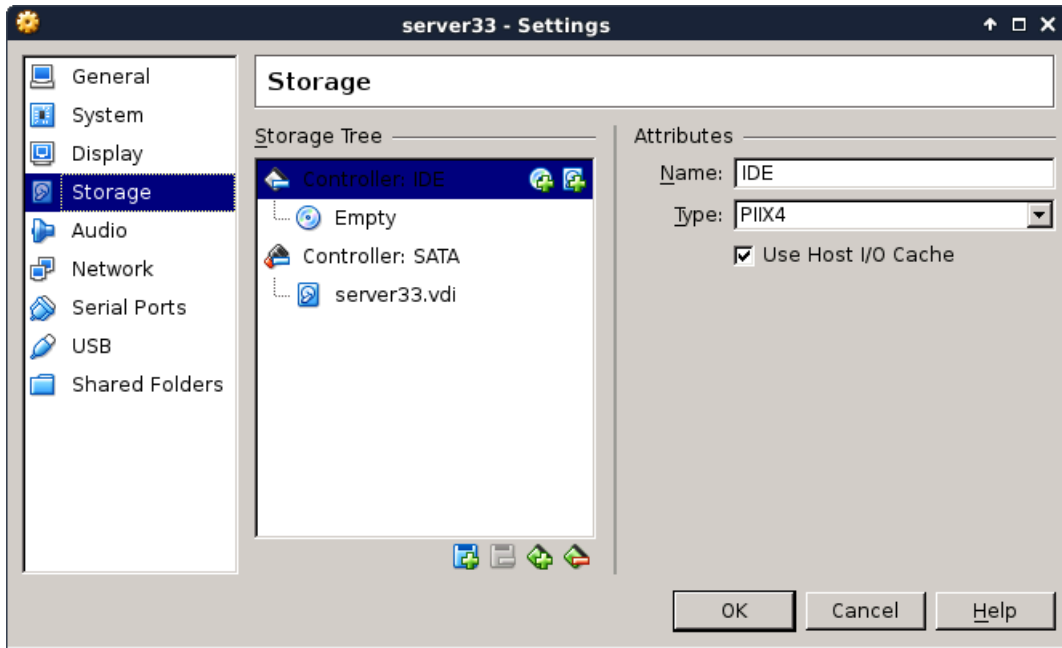 server33 - Settings
General
System
Display
Storage
Audio
Network
Serial Ports
USB
Shared Folders
Storage
Storage Tree
Controller: IDE
Empty
Controller: SATA
server33.vdi
Attributes
Name: IDE
Type: PIIX4
Use Host I/O Cache
OK Cancel Help